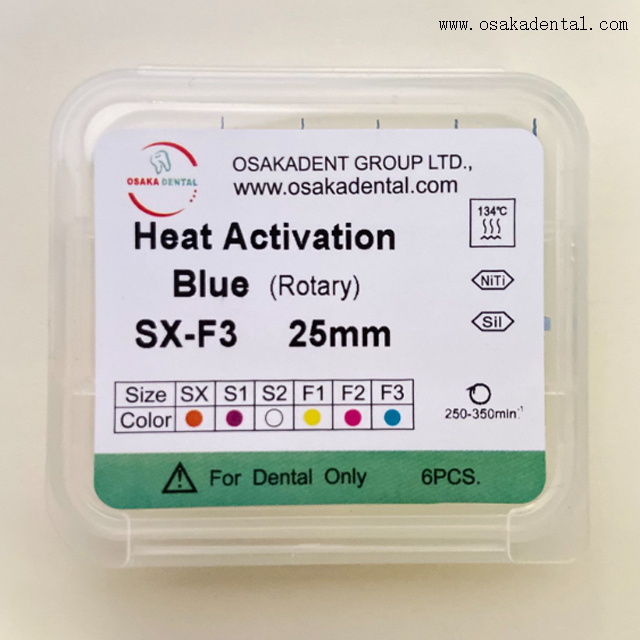 www.osakadental.com
OSAKADENT GROUP LTD.,
www.osakadental.com
OSAKA DENTAL
134℃
Heat Activation
Blue (Rotary)
NiTi
SX-F3 25mm
Sil
Size SX S1 S2 F1 F2 F3
Color
250-350min⁻¹
For Dental Only 6PCS.